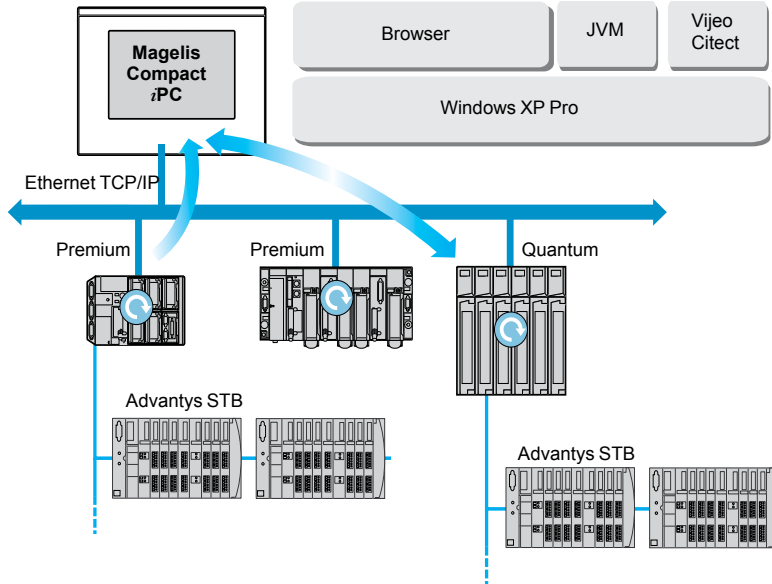 Magelis
Compact
iPC
Browser
JVM
Vijeo
Citect
Windows XP Pro
Ethernet TCP/IP
Premium
Premium
Quantum
Advantys STB
Advantys STB